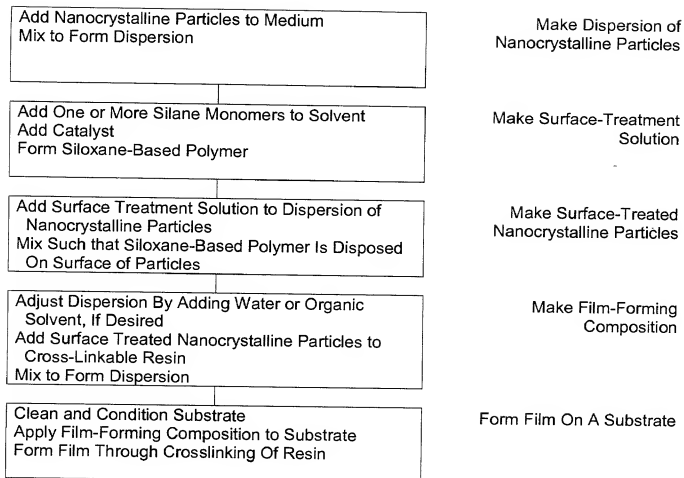 Add Nanocrystalline Particles to Medium
Mix to Form Dispersion
Make Dispersion of
Nanocrystalline Particles
Add One or More Silane Monomers to Solvent
Add Catalyst
Form Siloxane-Based Polymer
Make Surface-Treatment
Solution
Add Surface Treatment Solution to Dispersion of
Nanocrystalline Particles
Mix Such that Siloxane-Based Polymer Is Disposed
On Surface of Particles
Make Surface-Treated
Nanocrystalline Particles
Adjust Dispersion By Adding Water or Organic
Solvent, If Desired
Add Surface Treated Nanocrystalline Particles to
Cross-Linkable Resin
Mix to Form Dispersion
Make Film-Forming
Composition
Clean and Condition Substrate
Apply Film-Forming Composition to Substrate
Form Film Through Crosslinking Of Resin
Form Film On A Substrate